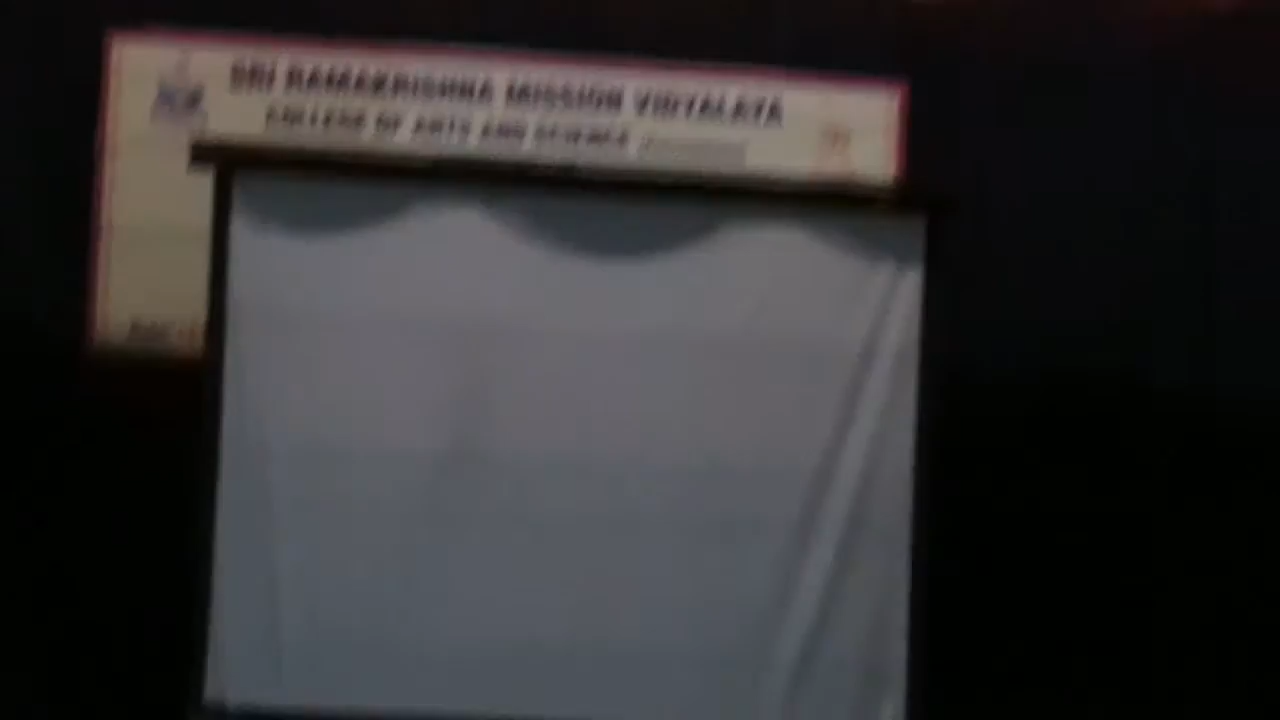 SRI RAMAKRISHNA MISSION VIDYALAYA
COLLEGE OF ARTS AND SCIENCE